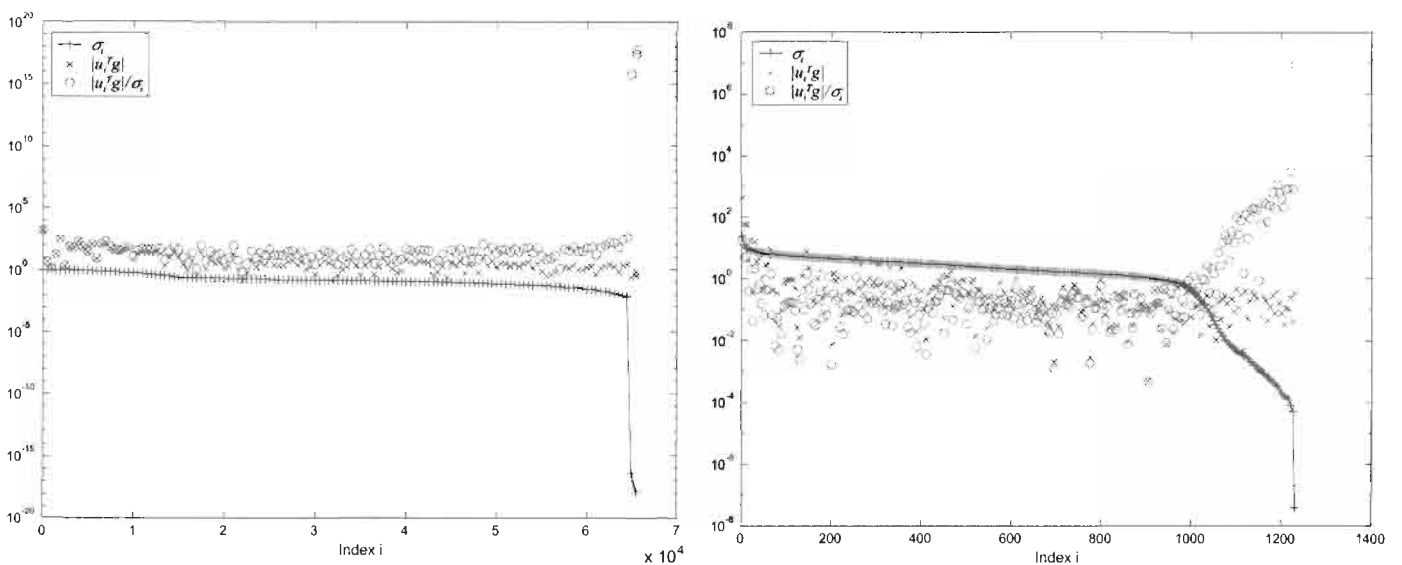 10^20
10^15
10^10
10^5
10^0
10^-5
10^-10
10^-15
10^-20
σ_i
|u_i^T g|
|u_i^T g|/σ_i
0 1 2 3 4 5 6 7
Index i
x 10^4
10^8
10^6
10^4
10^2
10^0
10^-2
10^-4
10^-6
10^-8
σ_i
|u_i^T g|
|u_i^T g|/σ_i
0 200 400 600 800 1000 1200 1400
Index i